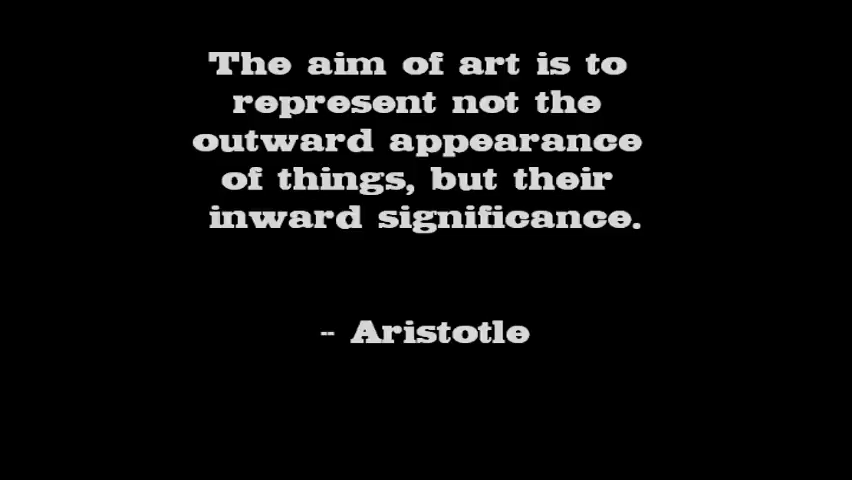 The aim of art is to
represent not the
outward appearance
of things, but their
inward significance.
-- Aristotle